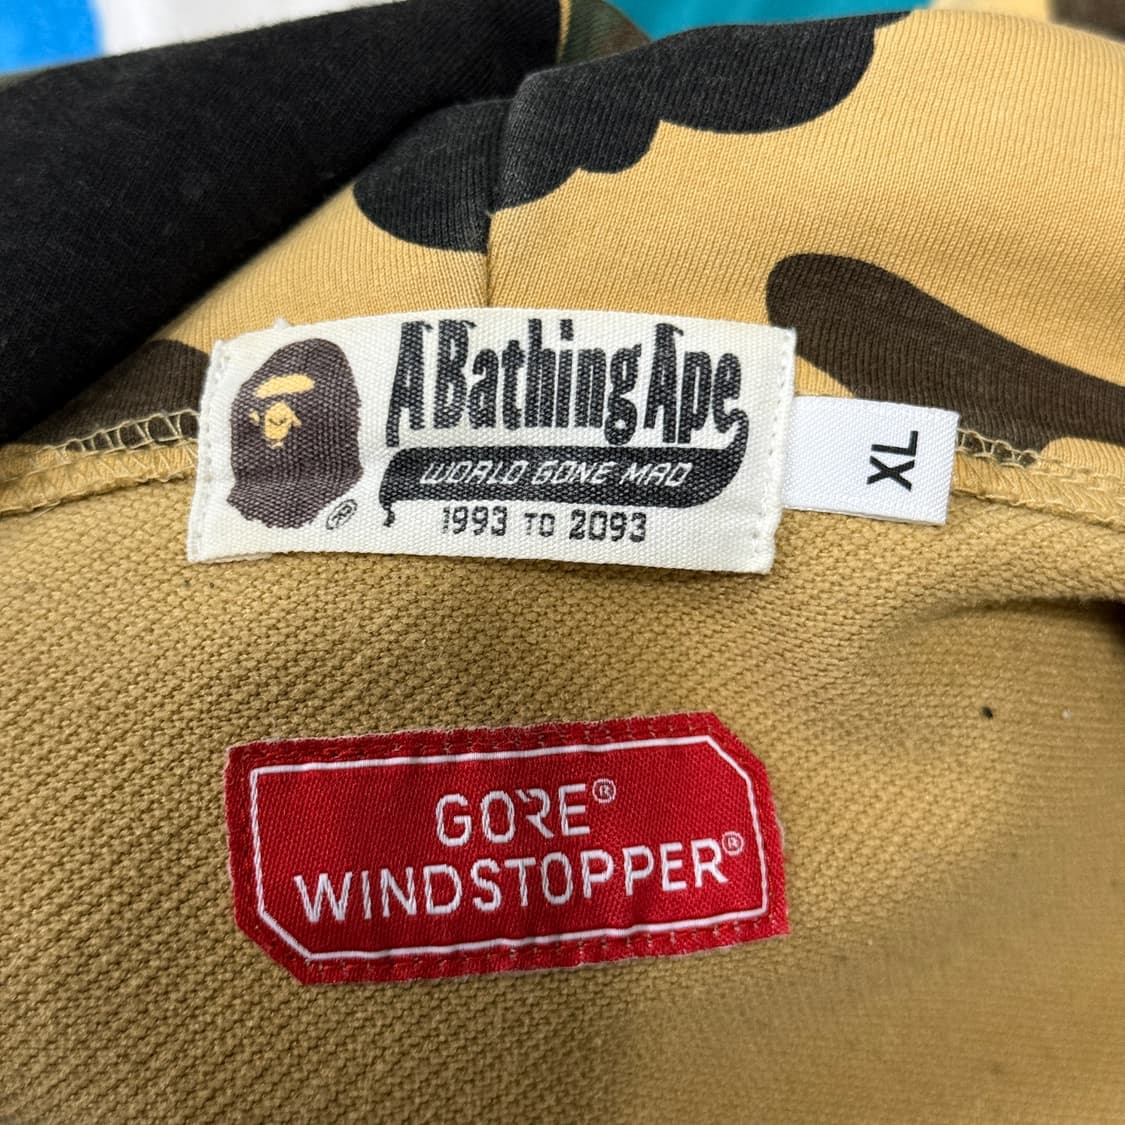 A Bathing Ape
WORLD GONE MAD
1993 TO 2093
®
XL
GORE®
WINDSTOPPER®